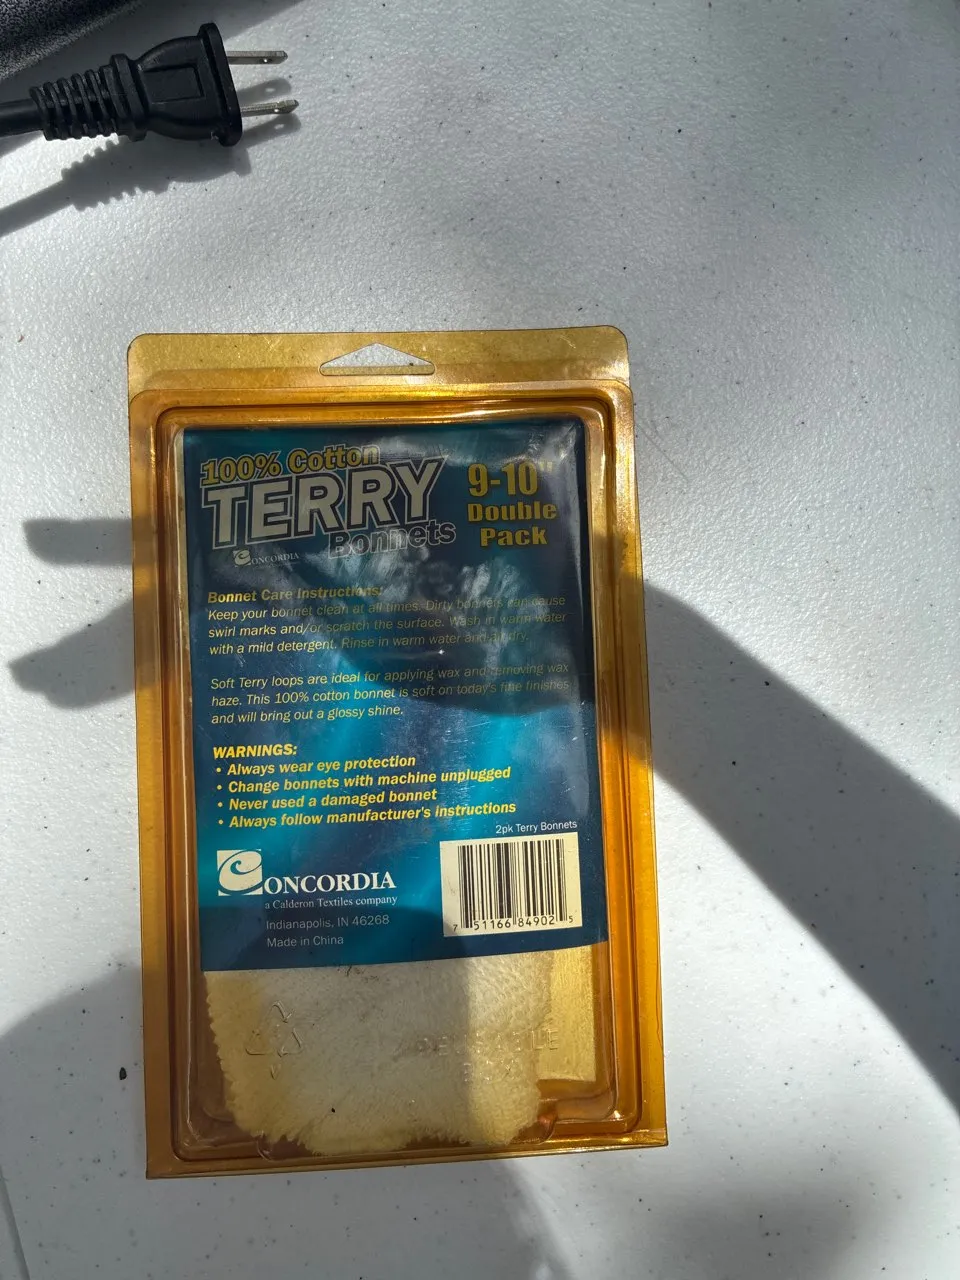 100% Cotton
TERRY
Bonnets
9-10"
Double
Pack
CONCORDIA
Bonnet Care Instructions:
Keep your bonnet clean at all times. Dirty bonnets can cause
swirl marks and/or scratch the surface. Wash in warm water
with a mild detergent. Rinse in warm water and air dry.
Soft Terry loops are ideal for applying wax and removing wax
haze. This 100% cotton bonnet is soft on today's fine finishes
and will bring out a glossy shine.
WARNINGS:
• Always wear eye protection
• Change bonnets with machine unplugged
• Never used a damaged bonnet
• Always follow manufacturer's instructions
2pk Terry Bonnets
CONCORDIA
a Calderon Textiles company
Indianapolis, IN 46268
Made in China
7 51166 84902 5